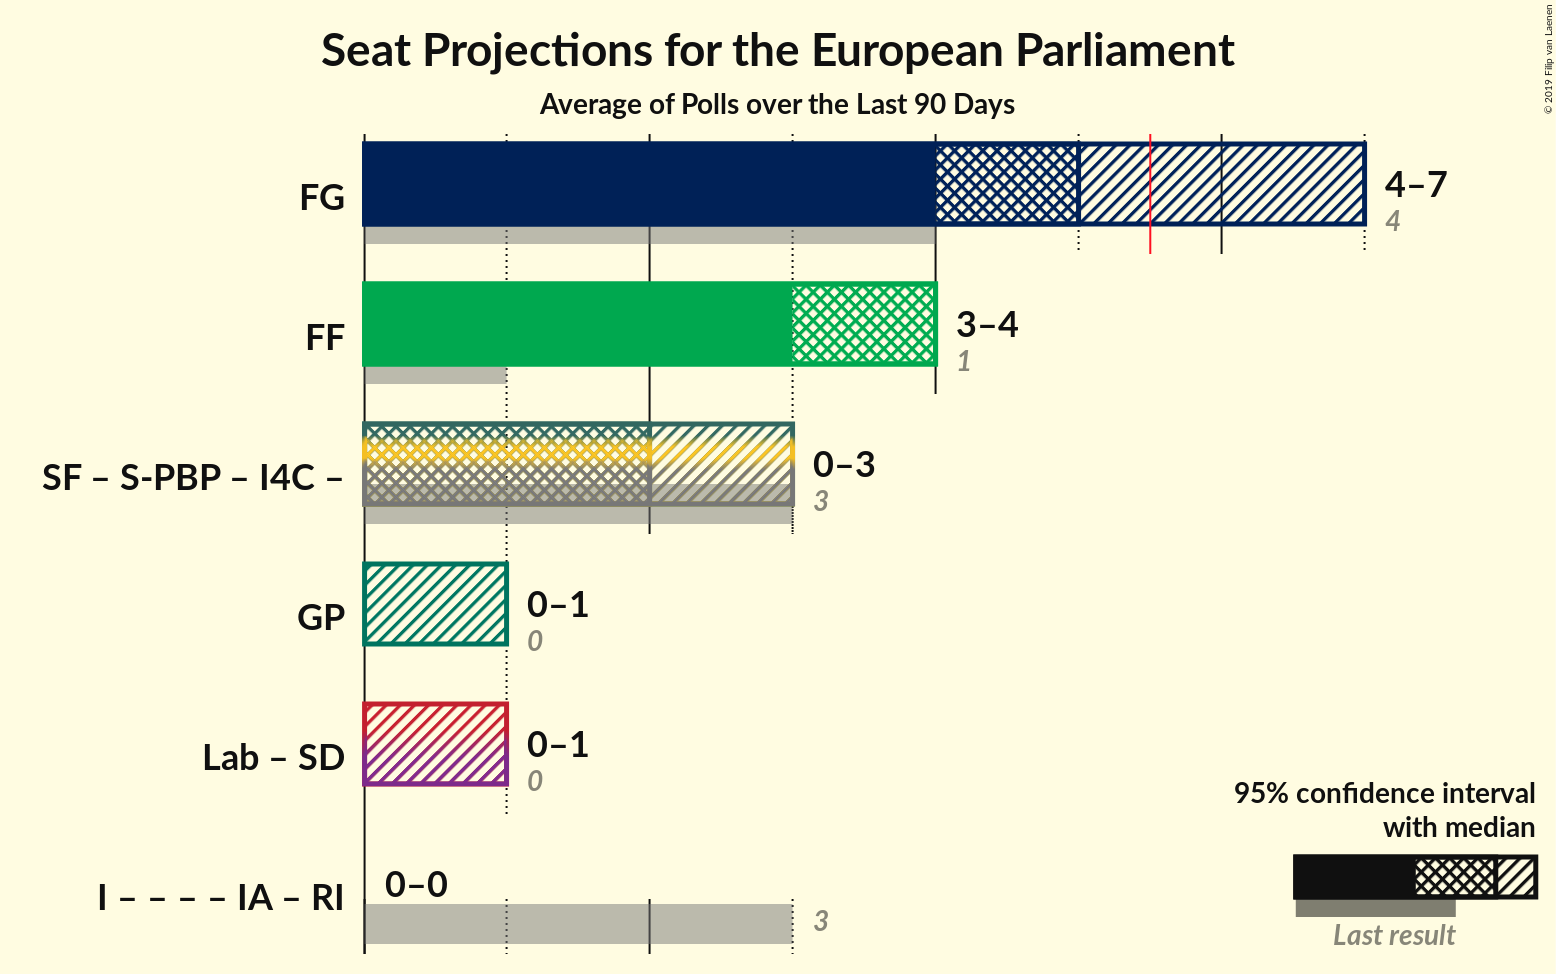 Seat Projections for the European Parliament
Average of Polls over the Last 90 Days
© 2019 Filip van Laenen
FG
4–7
4
FF
3–4
1
SF – S-PBP – I4C –
0–3
3
GP
0–1
0
Lab – SD
0–1
0
I – – – – IA – RI
0–0
3
95% confidence interval
with median
Last result